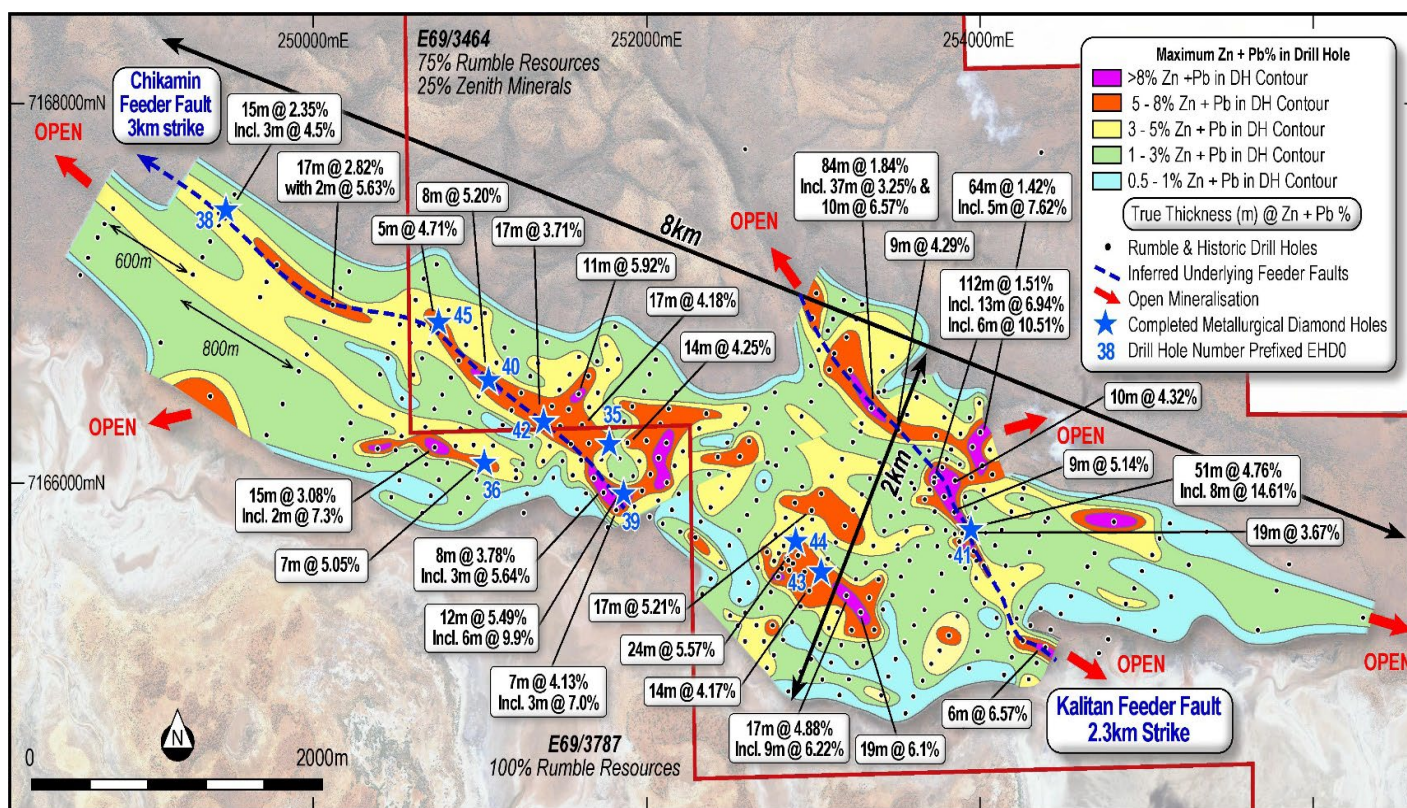 250000mE
252000mE
254000mE
7168000mN
7166000mN
E69/3464
75% Rumble Resources
25% Zenith Minerals
Chikamin
Feeder Fault
3km strike
OPEN
15m @ 2.35%
Incl. 3m @ 4.5%
17m @ 2.82%
with 2m @ 5.63%
8m @ 5.20%
5m @ 4.71%
17m @ 3.71%
11m @ 5.92%
17m @ 4.18%
14m @ 4.25%
8km
OPEN
84m @ 1.84%
Incl. 37m @ 3.25% &
10m @ 6.57%
64m @ 1.42%
Incl. 5m @ 7.62%
9m @ 4.29%
112m @ 1.51%
Incl. 13m @ 6.94%
Incl. 6m @ 10.51%
Maximum Zn + Pb% in Drill Hole
>8% Zn +Pb in DH Contour
5 - 8% Zn + Pb in DH Contour
3 - 5% Zn + Pb in DH Contour
1 - 3% Zn + Pb in DH Contour
0.5 - 1% Zn + Pb in DH Contour
True Thickness (m) @ Zn + Pb %
Rumble & Historic Drill Holes
Inferred Underlying Feeder Faults
Open Mineralisation
Completed Metallurgical Diamond Holes
38 Drill Hole Number Prefixed EHD0
38
600m
800m
45
40
42
35
36
39
44
43
41
2km
OPEN
OPEN
10m @ 4.32%
9m @ 5.14%
51m @ 4.76%
Incl. 8m @ 14.61%
19m @ 3.67%
15m @ 3.08%
Incl. 2m @ 7.3%
7m @ 5.05%
8m @ 3.78%
Incl. 3m @ 5.64%
12m @ 5.49%
Incl. 6m @ 9.9%
7m @ 4.13%
Incl. 3m @ 7.0%
17m @ 5.21%
24m @ 5.57%
14m @ 4.17%
17m @ 4.88%
Incl. 9m @ 6.22%
19m @ 6.1%
6m @ 6.57%
OPEN
OPEN
Kalitan Feeder Fault
2.3km Strike
E69/3787
100% Rumble Resources
N
0
2000m